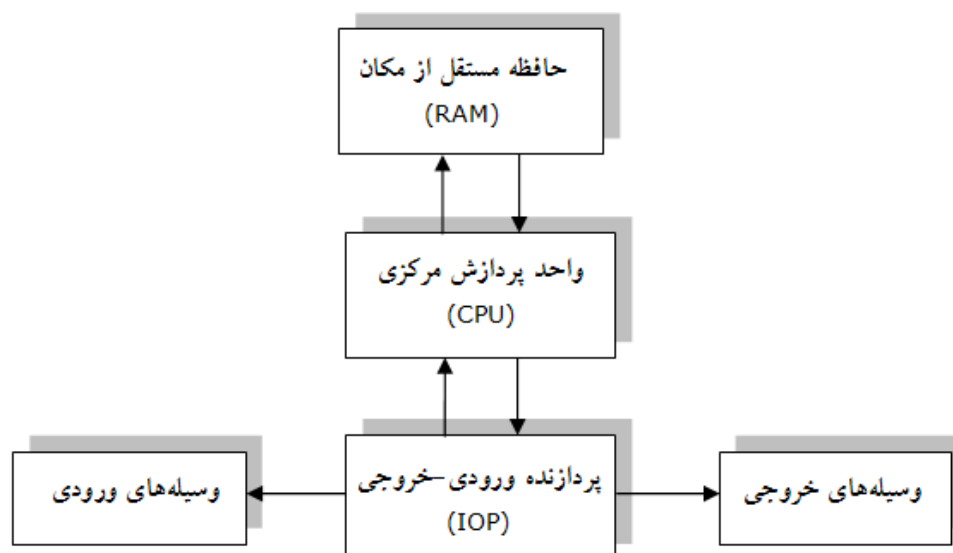 حافظه مستقل از مکان
(RAM)
واحد پردازش مرکزی
(CPU)
پردازنده ورودی-خروجی
(IOP)
وسیله‌های خروجی
وسیله‌های ورودی